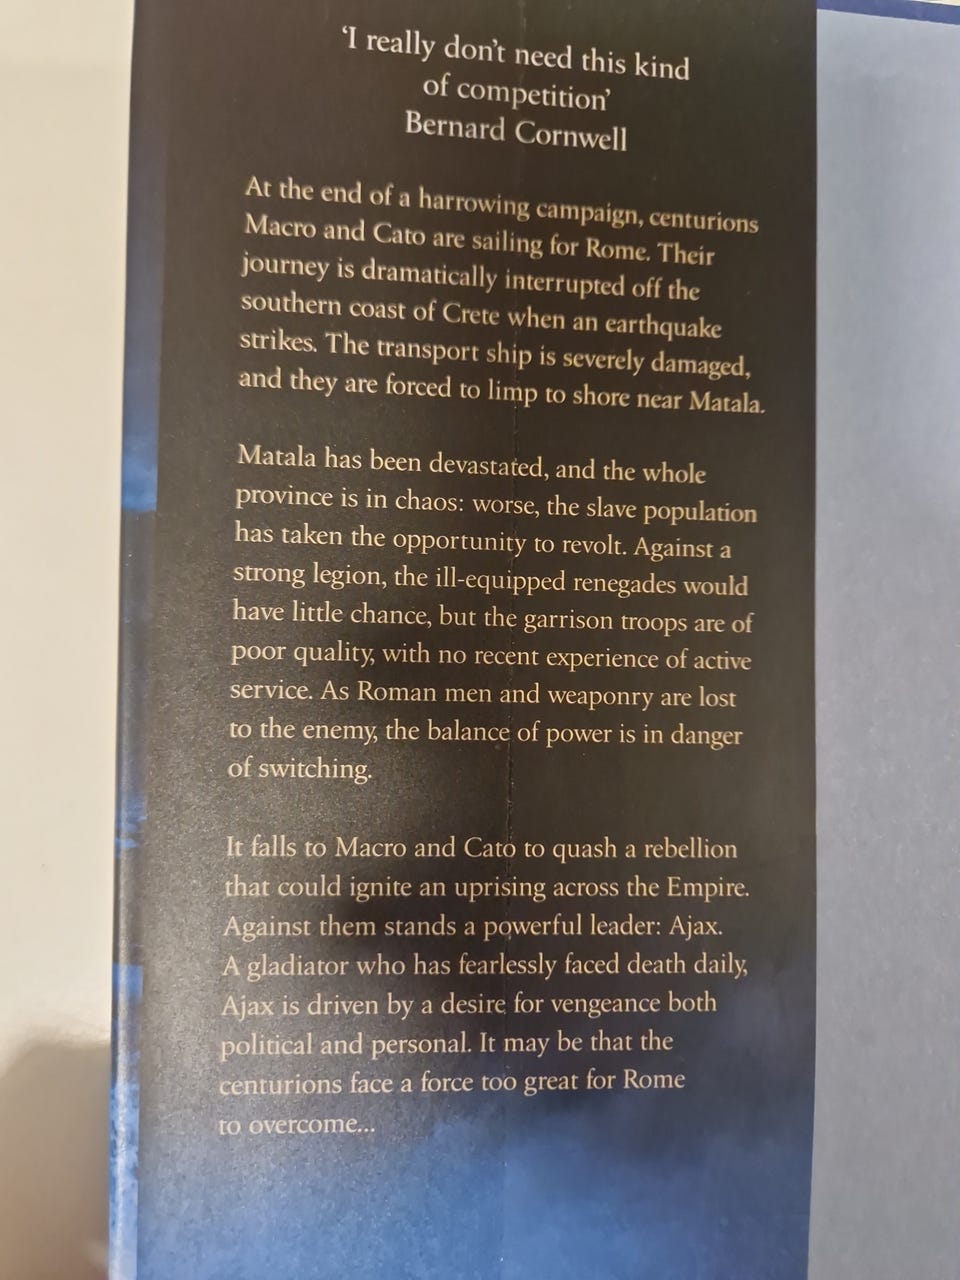 ‘I really don’t need this kind
of competition’
Bernard Cornwell
At the end of a harrowing campaign, centurions
Macro and Cato are sailing for Rome. Their
journey is dramatically interrupted off the
southern coast of Crete when an earthquake
strikes. The transport ship is severely damaged,
and they are forced to limp to shore near Matala.
Matala has been devastated, and the whole
province is in chaos: worse, the slave population
has taken the opportunity to revolt. Against a
strong legion, the ill-equipped renegades would
have little chance, but the garrison troops are of
poor quality, with no recent experience of active
service. As Roman men and weaponry are lost
to the enemy, the balance of power is in danger
of switching.
It falls to Macro and Cato to quash a rebellion
that could ignite an uprising across the Empire.
Against them stands a powerful leader: Ajax.
A gladiator who has fearlessly faced death daily,
Ajax is driven by a desire for vengeance both
political and personal. It may be that the
centurions face a force too great for Rome
to overcome...